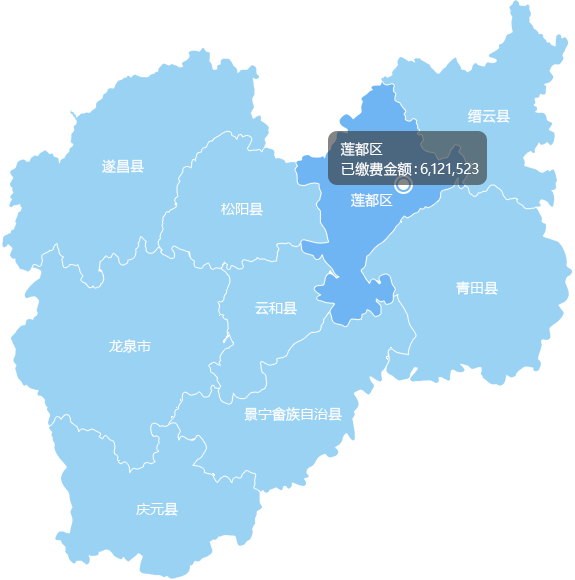 缙云县
莲都区
已缴费金额:6,121,523
遂昌县
莲都区
松阳县
青田县
云和县
龙泉市
景宁畲族自治县
庆元县